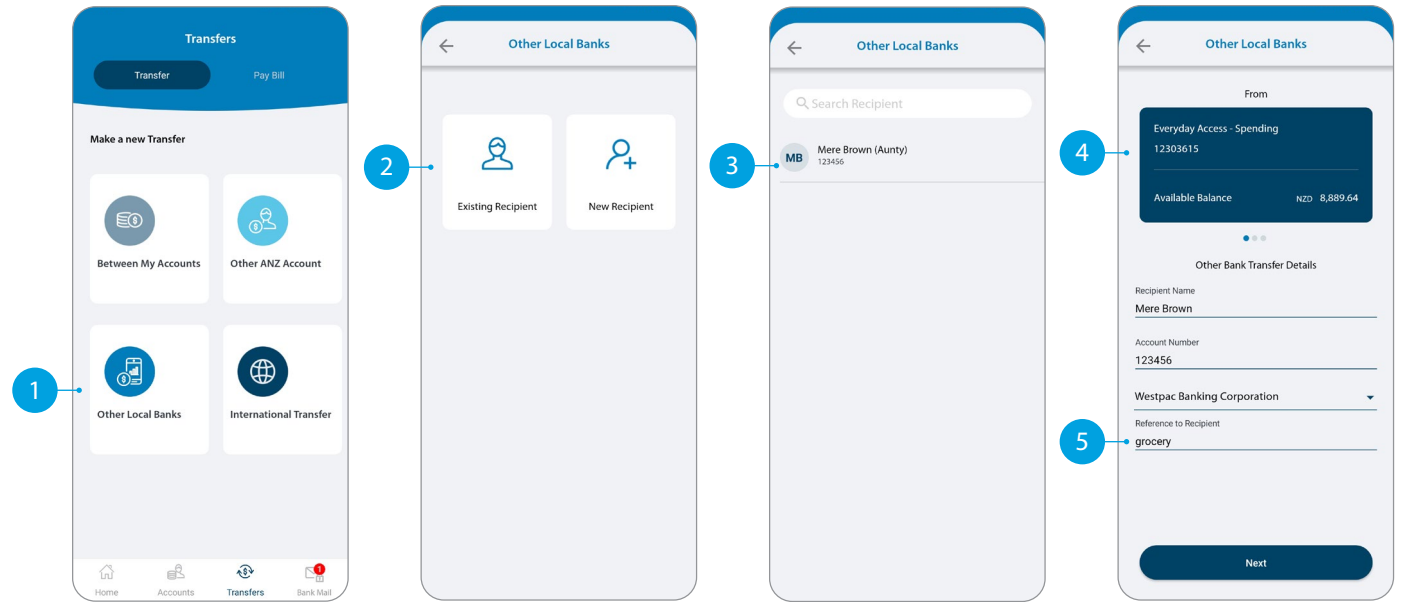 Transfers
Transfer
Pay Bill
Make a new Transfer
Between My Accounts
Other ANZ Account
1
Other Local Banks
International Transfer
Home
Accounts
Transfers
1
Bank Mail
Other Local Banks
2
Existing Recipient
New Recipient
Other Local Banks
Search Recipient
3
MB
Mere Brown (Aunty)
123456
Other Local Banks
From
4
Everyday Access - Spending
12303615
Available Balance
NZD 8,889.64
Other Bank Transfer Details
Recipient Name
Mere Brown
Account Number
123456
Westpac Banking Corporation
Reference to Recipient
5
grocery
Next